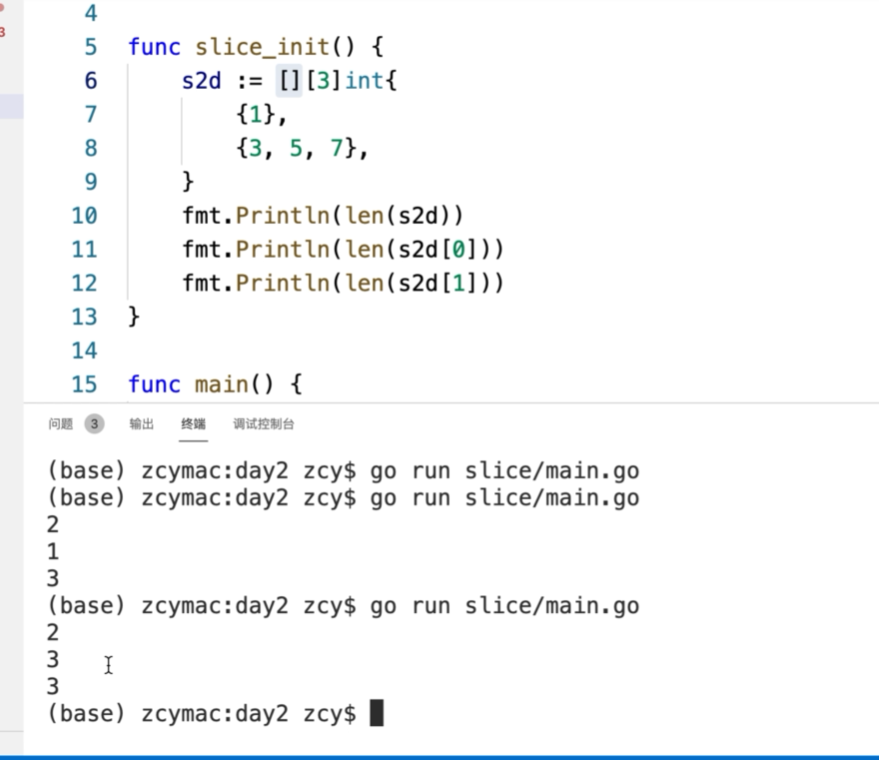 3
4
5 func slice_init() {
6 s2d := [][3]int{
7 {1},
8 {3, 5, 7},
9 }
10 fmt.Println(len(s2d))
11 fmt.Println(len(s2d[0]))
12 fmt.Println(len(s2d[1]))
13 }
14
15 func main() {
问题 3 输出 终端 调试控制台
(base) zcymac:day2 zcy$ go run slice/main.go
(base) zcymac:day2 zcy$ go run slice/main.go
2
1
3
(base) zcymac:day2 zcy$ go run slice/main.go
2
3
3
(base) zcymac:day2 zcy$